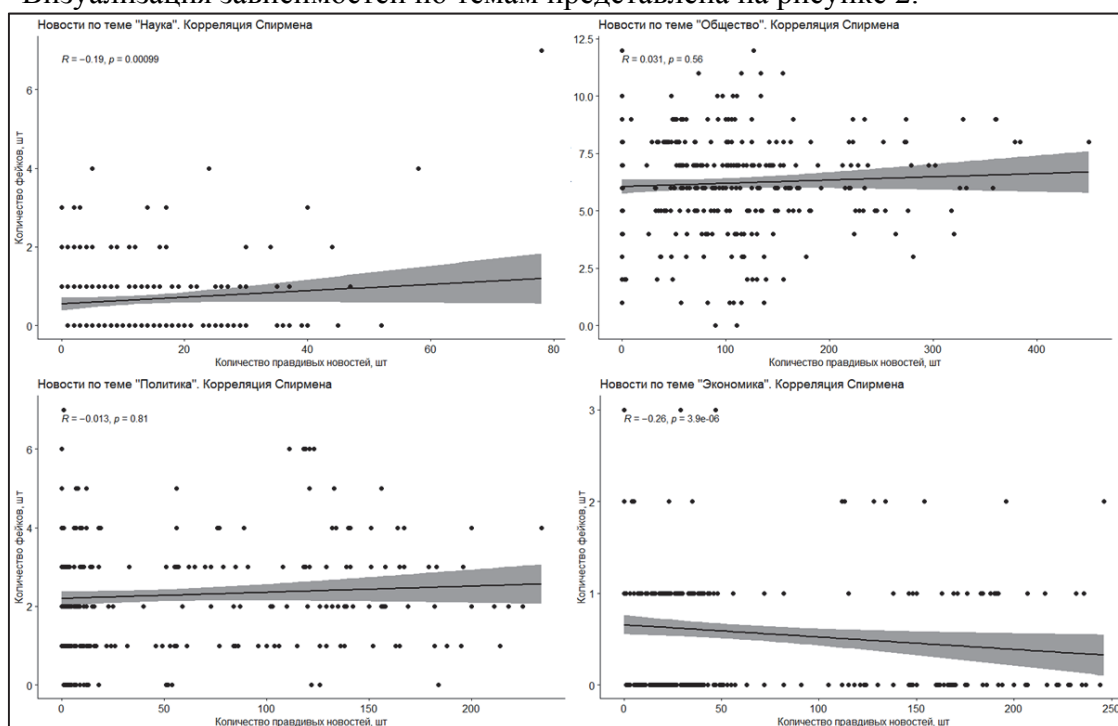 Визуализация зависимостей по темам представлена на рисунке 2.
Новости по теме "Наука". Корреляция Спирмена
R = −0.19, p = 0.00099
Количество фейков, шт
6
4
2
0
0 20 40 60 80
Количество правдивых новостей, шт
Новости по теме "Общество". Корреляция Спирмена
R = 0.031, p = 0.56
Количество фейков, шт
12.5
10.0
7.5
5.0
2.5
0.0
0 100 200 300 400
Количество правдивых новостей, шт
Новости по теме "Политика". Корреляция Спирмена
R = −0.013, p = 0.81
Количество фейков, шт
6
4
2
0
0 50 100 150 200
Количество правдивых новостей, шт
Новости по теме "Экономика". Корреляция Спирмена
R = −0.26, p = 3.9e-06
Количество фейков, шт
3
2
1
0
0 50 100 150 200 250
Количество правдивых новостей, шт